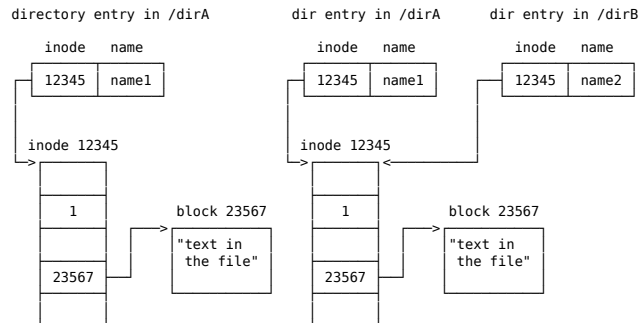 directory entry in /dirA
inode name
12345 name1
inode 12345
1
block 23567
"text in
the file"
23567
dir entry in /dirA
dir entry in /dirB
inode name
inode name
12345 name1
12345 name2
inode 12345
1
block 23567
"text in
the file"
23567